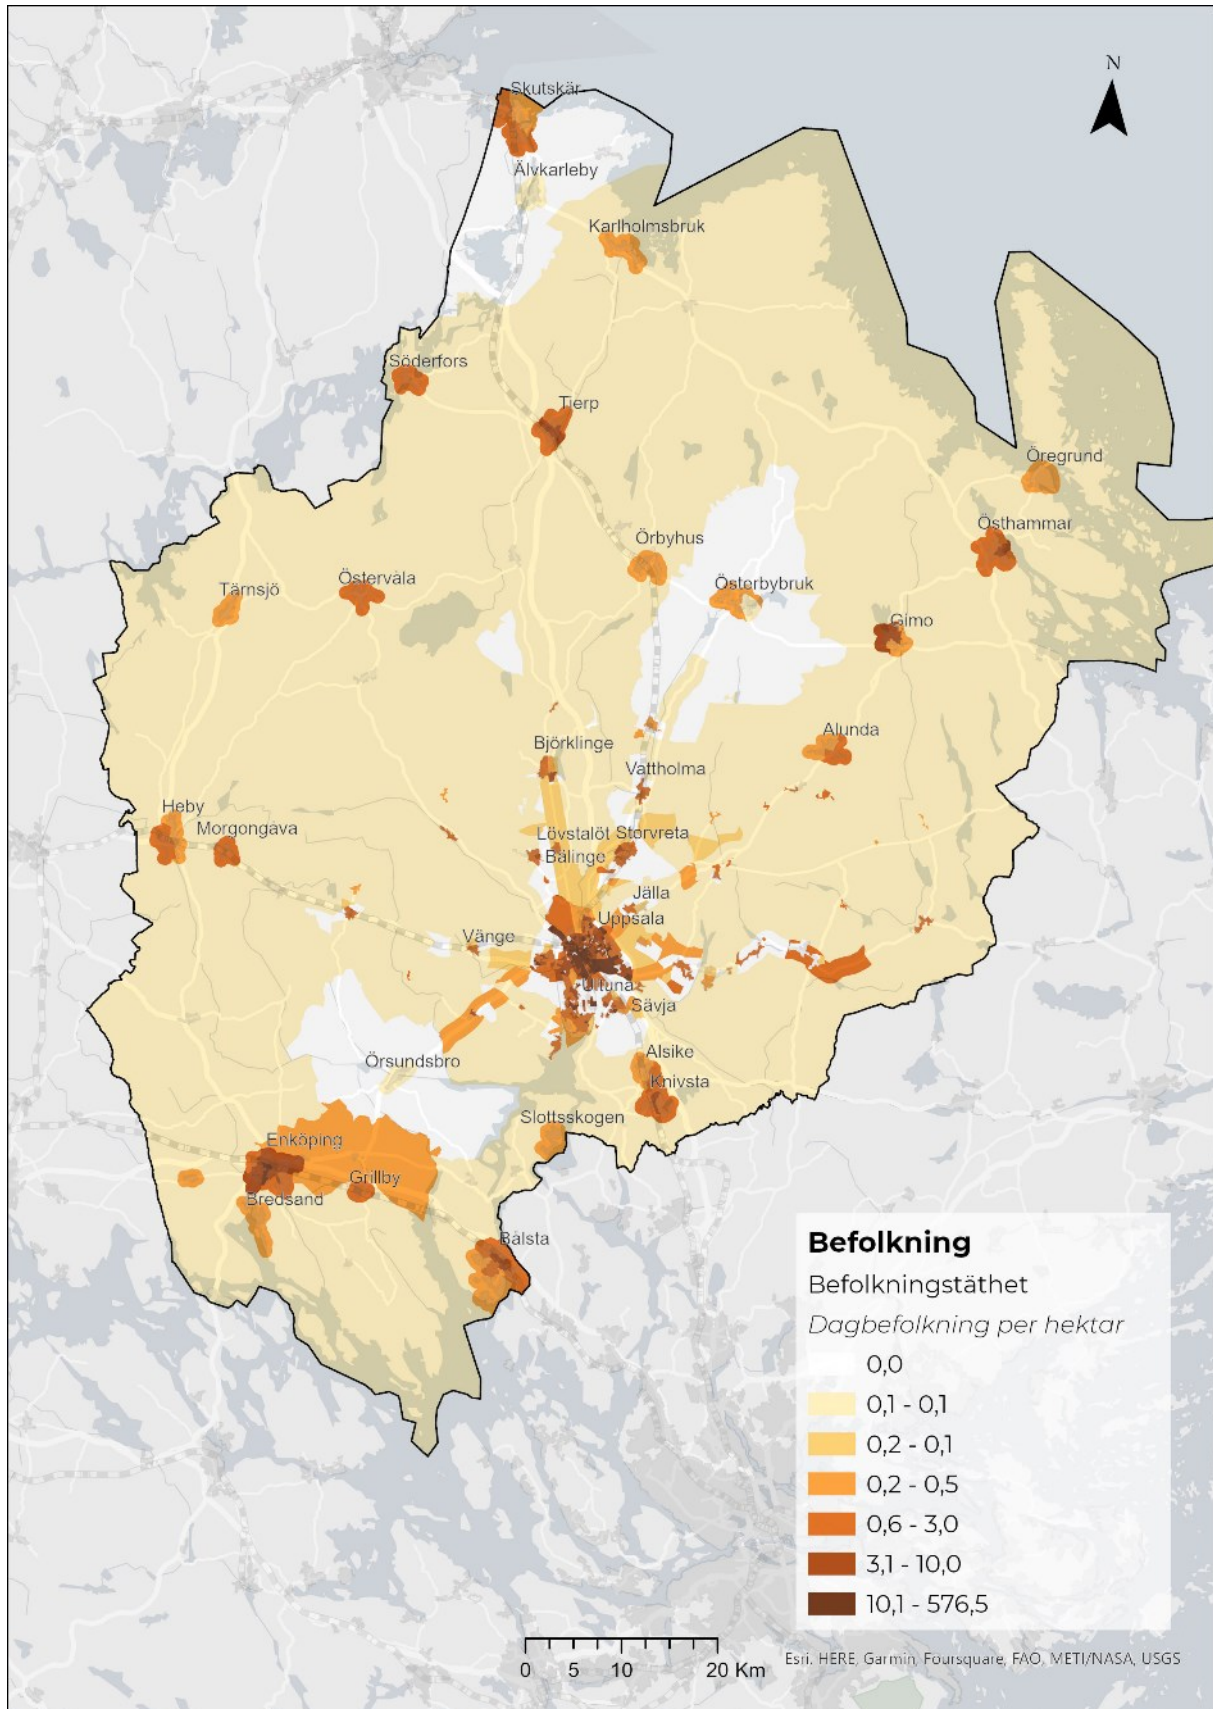 N
Skutskär
Älvkarleby
Karlholmsbruk
Söderfors
Tierp
Öregrund
Östhammar
Örbyhus
Österbybruk
Tärnsjö
Östervåla
Gimo
Alunda
Björklinge
Vattholma
Heby
Morgongåva
Lövstalöt
Storvreta
Bälinge
Jälla
Uppsala
Vänge
Ultuna
Sävja
Alsike
Örsundsbro
Knivsta
Slottsskogen
Enköping
Grillby
Bredsand
Bålsta
Befolkning
Befolkningstäthet
Dagbefolkning per hektar
0,0
0,1 - 0,1
0,2 - 0,1
0,2 - 0,5
0,6 - 3,0
3,1 - 10,0
10,1 - 576,5
0 5 10 20 Km
Esri, HERE, Garmin, Foursquare, FAO, METI/NASA, USGS